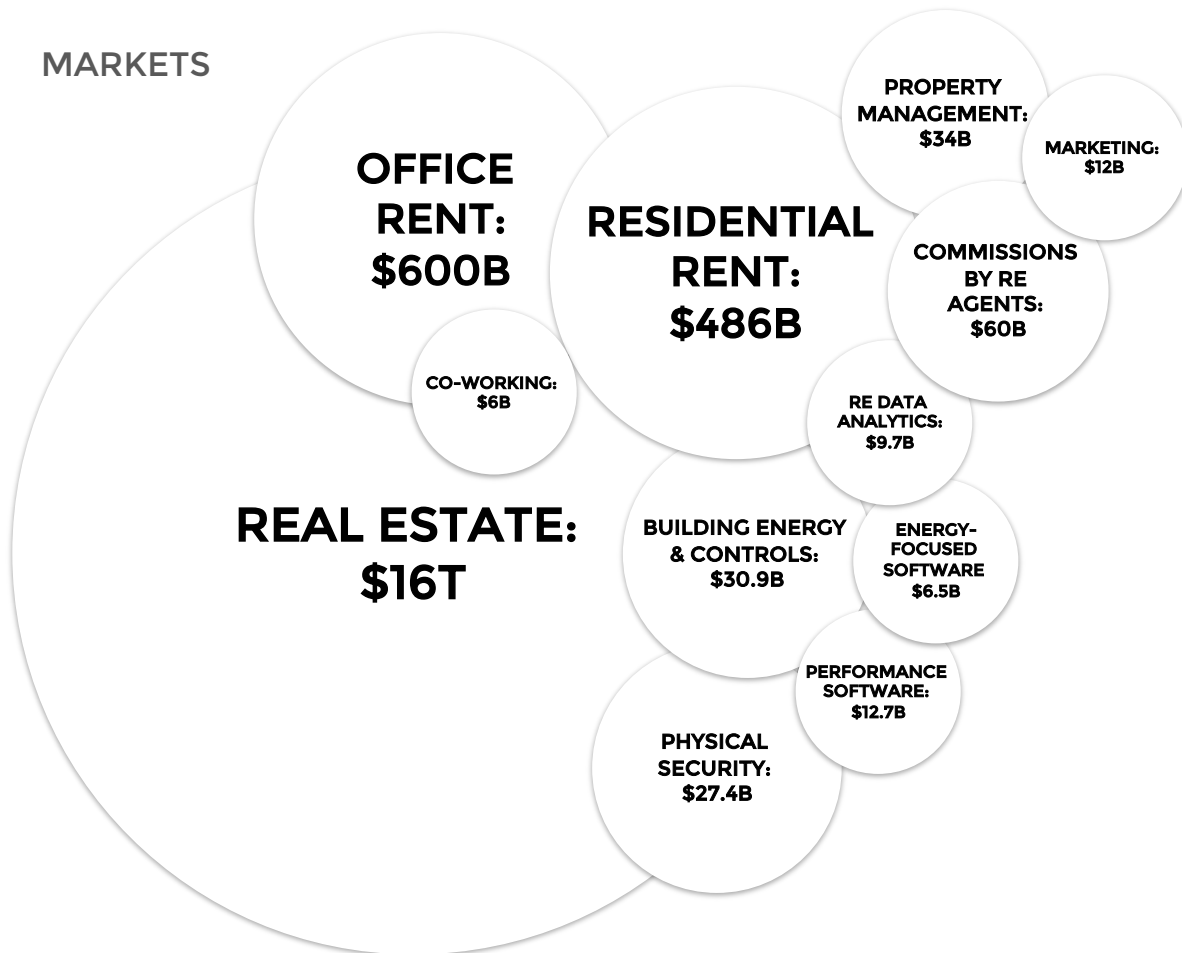 MARKETS
OFFICE
RENT:
$600B
RESIDENTIAL
RENT:
$486B
PROPERTY
MANAGEMENT:
$34B
MARKETING:
$12B
COMMISSIONS
BY RE
AGENTS:
$60B
CO-WORKING:
$6B
RE DATA
ANALYTICS:
$9.7B
REAL ESTATE:
$16T
BUILDING ENERGY
& CONTROLS:
$30.9B
ENERGY-
FOCUSED
SOFTWARE
$6.5B
PERFORMANCE
SOFTWARE:
$12.7B
PHYSICAL
SECURITY:
$27.4B